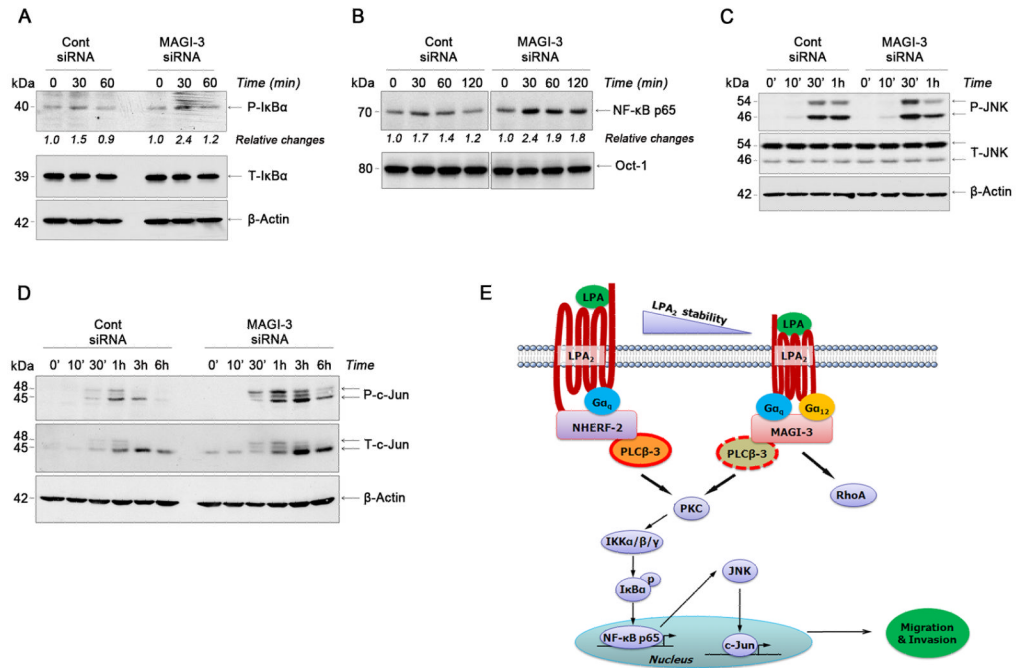 A
Cont siRNA MAGI-3 siRNA
kDa 0 30 60 0 30 60 Time (min)
40 P-IκBα
1.0 1.5 0.9 1.0 2.4 1.2 Relative changes
39 T-IκBα
42 β-Actin
B
Cont siRNA MAGI-3 siRNA
kDa 0 30 60 120 0 30 60 120 Time (min)
70 NF-κB p65
1.0 1.7 1.4 1.2 1.0 2.4 1.9 1.8 Relative changes
80 Oct-1
C
Cont siRNA MAGI-3 siRNA
kDa 0' 10' 30' 1h 0' 10' 30' 1h Time
54 P-JNK
46
54 T-JNK
46
42 β-Actin
D
Cont siRNA MAGI-3 siRNA
kDa 0' 10' 30' 1h 3h 6h 0' 10' 30' 1h 3h 6h Time
48 P-c-Jun
45
48 T-c-Jun
45
42 β-Actin
E
LPA
LPA₂ stability
LPA
LPA₂
LPA₂
Gαq
Gαq Gα12
NHERF-2
MAGI-3
PLCβ-3
PLCβ-3
RhoA
PKC
IKKα/β/γ
JNK
p
IκBα
NF-κB p65
c-Jun
Nucleus
Migration
& Invasion